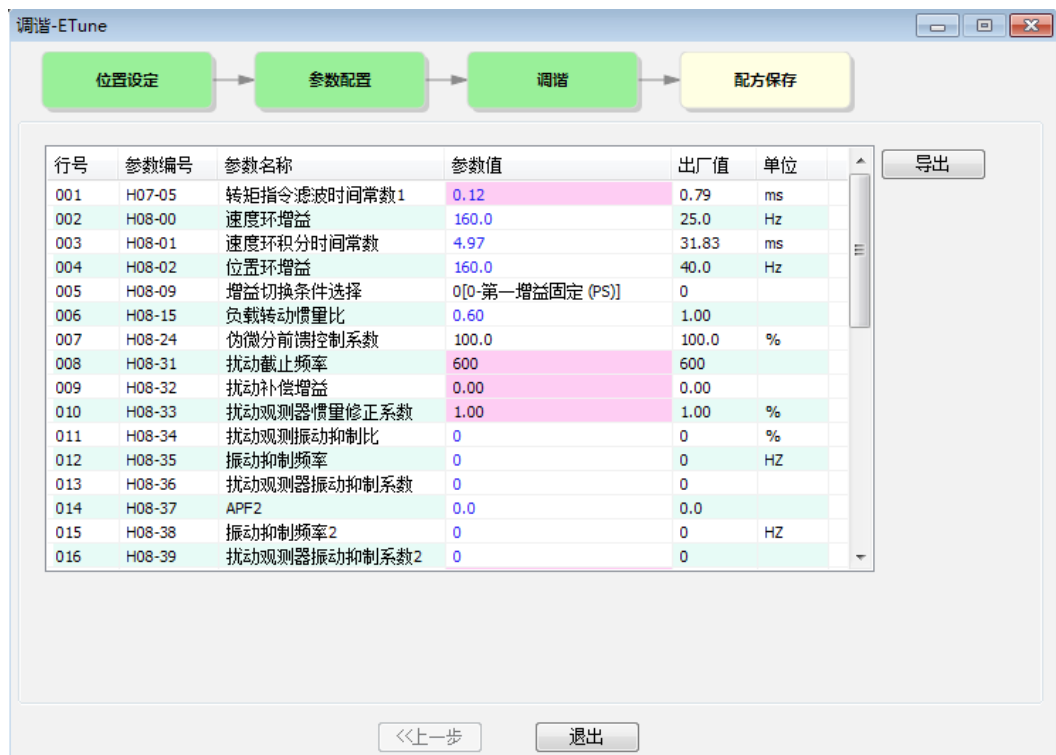 调谐-ETune
位置设定 参数配置 调谐 配方保存
行号 参数编号 参数名称 参数值 出厂值 单位
导出
001 H07-05 转矩指令滤波时间常数1 0.12 0.79 ms
002 H08-00 速度环增益 160.0 25.0 Hz
003 H08-01 速度环积分时间常数 4.97 31.83 ms
004 H08-02 位置环增益 160.0 40.0 Hz
005 H08-09 增益切换条件选择 0[0-第一增益固定 (PS)] 0
006 H08-15 负载转动惯量比 0.60 1.00
007 H08-24 伪微分前馈控制系数 100.0 100.0 %
008 H08-31 扰动截止频率 600 600
009 H08-32 扰动补偿增益 0.00 0.00
010 H08-33 扰动观测器惯量修正系数 1.00 1.00 %
011 H08-34 扰动观测振动抑制比 0 0 %
012 H08-35 振动抑制频率 0 0 HZ
013 H08-36 扰动观测器振动抑制系数 0 0
014 H08-37 APF2 0.0 0.0
015 H08-38 振动抑制频率2 0 0 HZ
016 H08-39 扰动观测器振动抑制系数2 0 0
<<上一步 退出